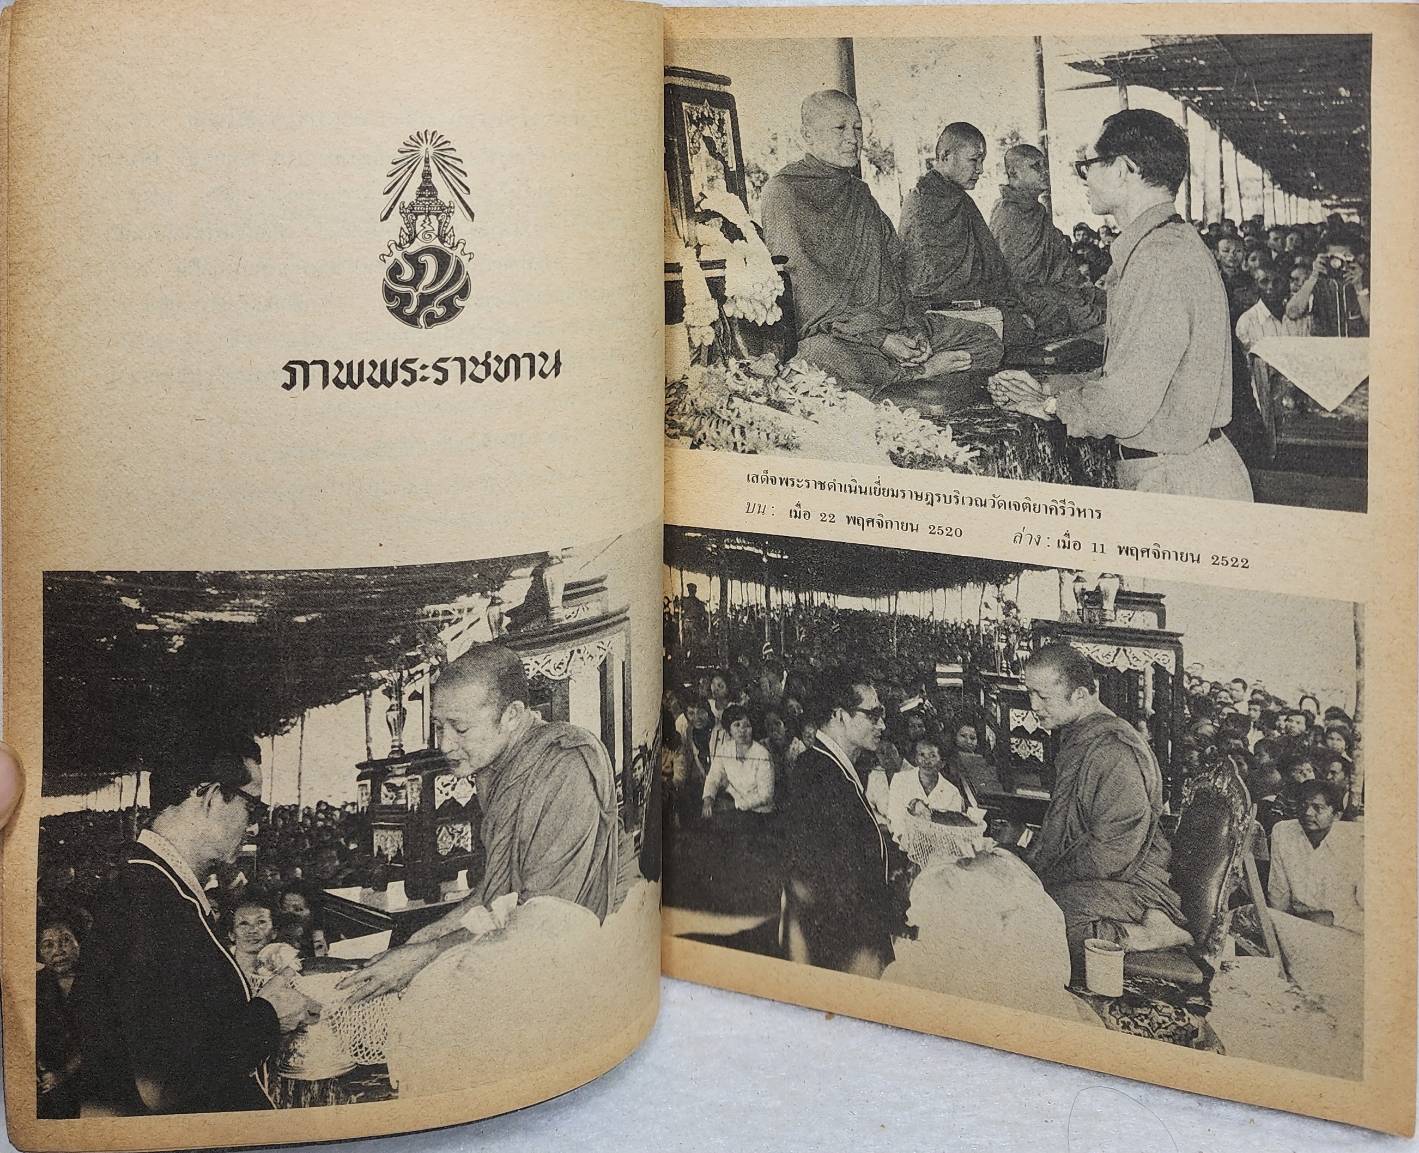 ภาพพระราชทาน
เสด็จพระราชดำเนินเยี่ยมราษฎรบริเวณวัดเจติยาคิรีวิหาร
บน : เมื่อ 22 พฤศจิกายน 2520 ล่าง : เมื่อ 11 พฤศจิกายน 2522